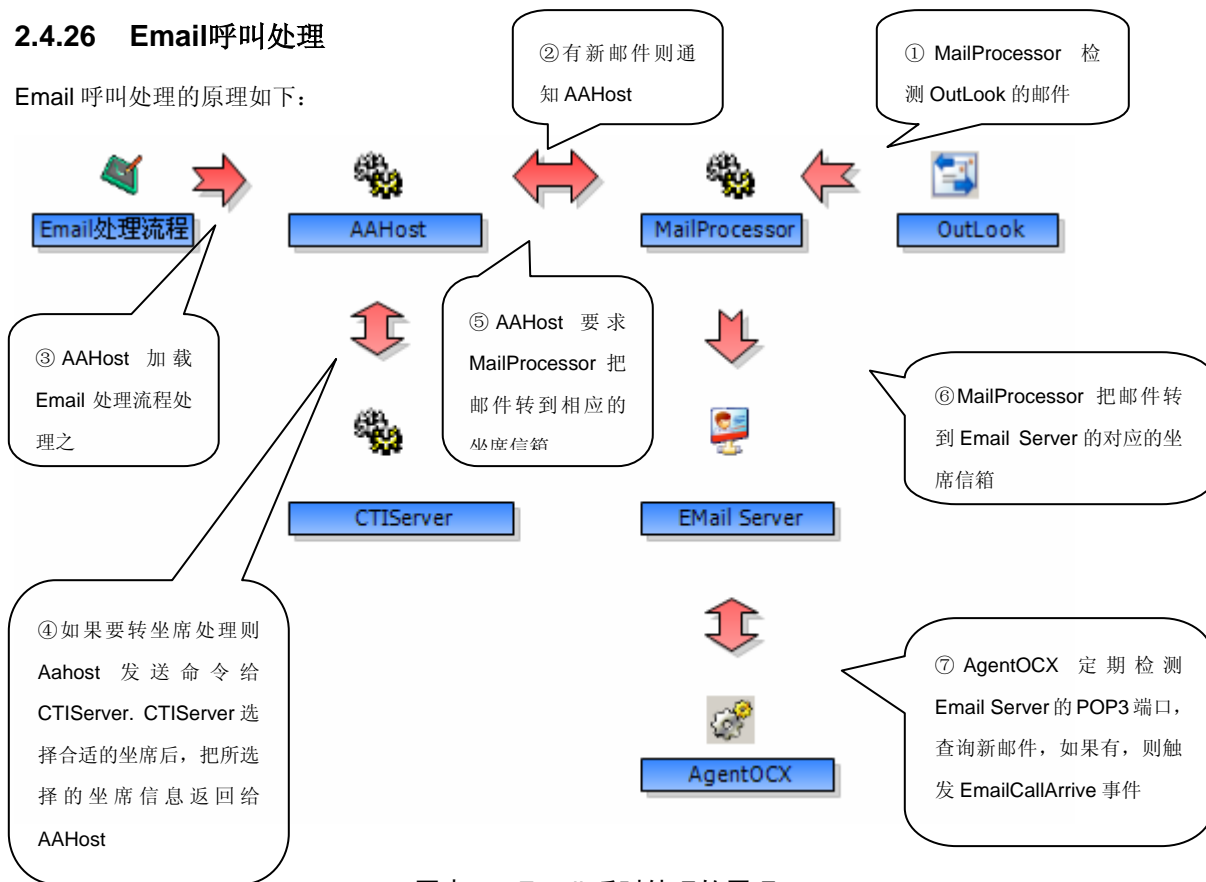 2.4.26 Email呼叫处理
Email 呼叫处理的原理如下：
②有新邮件则通
知 AAHost
① MailProcessor 检
测 OutLook 的邮件
Email处理流程
AAHost
MailProcessor
OutLook
③ AAHost 加载
Email 处理流程处
理之
⑤ AAHost 要求
MailProcessor 把
邮件转到相应的
坐席信箱
⑥MailProcessor 把邮件转
到 Email Server 的对应的坐
席信箱
CTIServer
EMail Server
④如果要转坐席处理则
Aahost 发送命令给
CTIServer. CTIServer 选
择合适的坐席后，把所选
择的坐席信息返回给
AAHost
⑦ AgentOCX 定期检测
Email Server 的 POP3 端口，
查询新邮件，如果有，则触
发 EmailCallArrive 事件
AgentOCX